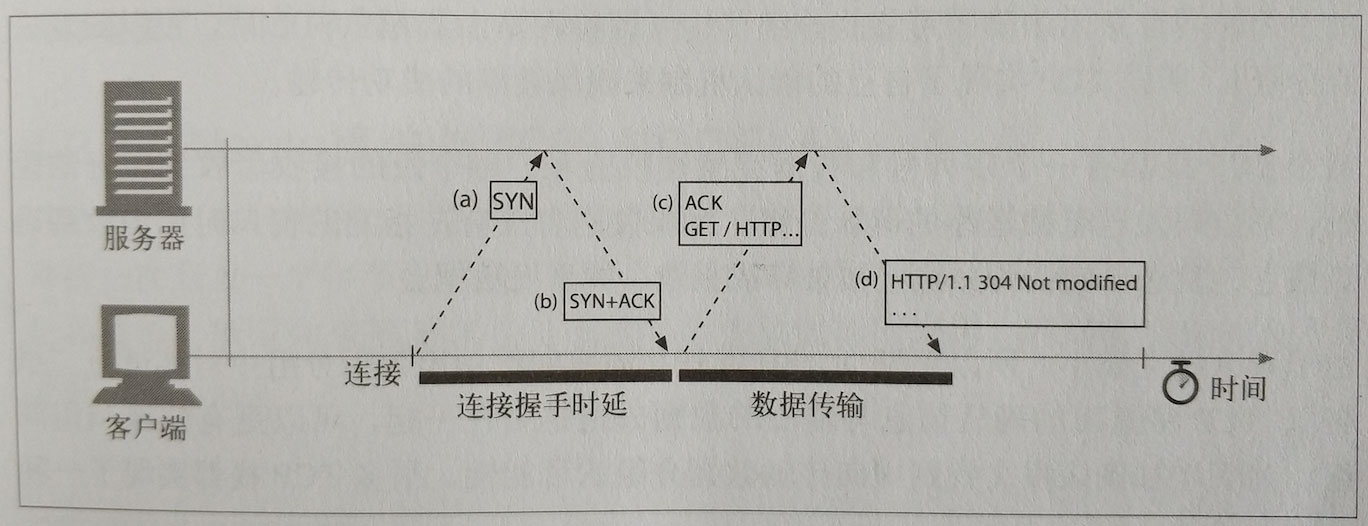 (a) SYN
(c) ACK
GET / HTTP...
服务器
(b) SYN+ACK
(d) HTTP/1.1 304 Not modified
...
连接
连接握手时延
数据传输
时间
客户端